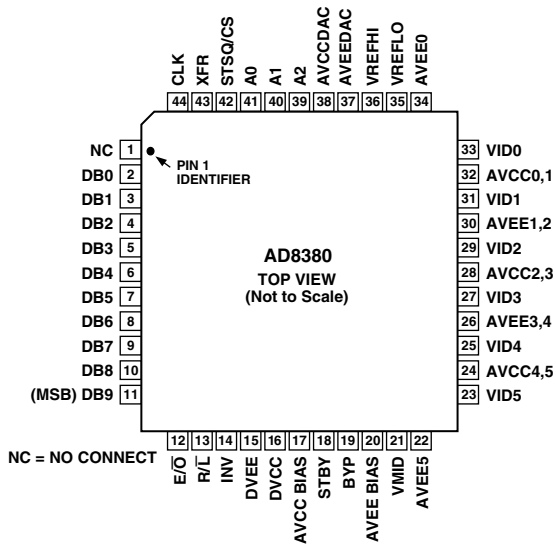 CLK
XFR
STSQ/CS
A0
A1
A2
AVCCDAC
AVEEDAC
VREFHI
VREFLO
AVEE0
44 43 42 41 40 39 38 37 36 35 34
NC 1
DB0 2
DB1 3
DB2 4
DB3 5
DB4 6
DB5 7
DB6 8
DB7 9
DB8 10
(MSB) DB9 11
PIN 1
IDENTIFIER
AD8380
TOP VIEW
(Not to Scale)
33 VID0
32 AVCC0,1
31 VID1
30 AVEE1,2
29 VID2
28 AVCC2,3
27 VID3
26 AVEE3,4
25 VID4
24 AVCC4,5
23 VID5
12 13 14 15 16 17 18 19 20 21 22
E/O̅
R/L̅
INV
DVEE
DVCC
AVCC BIAS
STBY
BYP
AVEE BIAS
VMID
AVEE5
NC = NO CONNECT